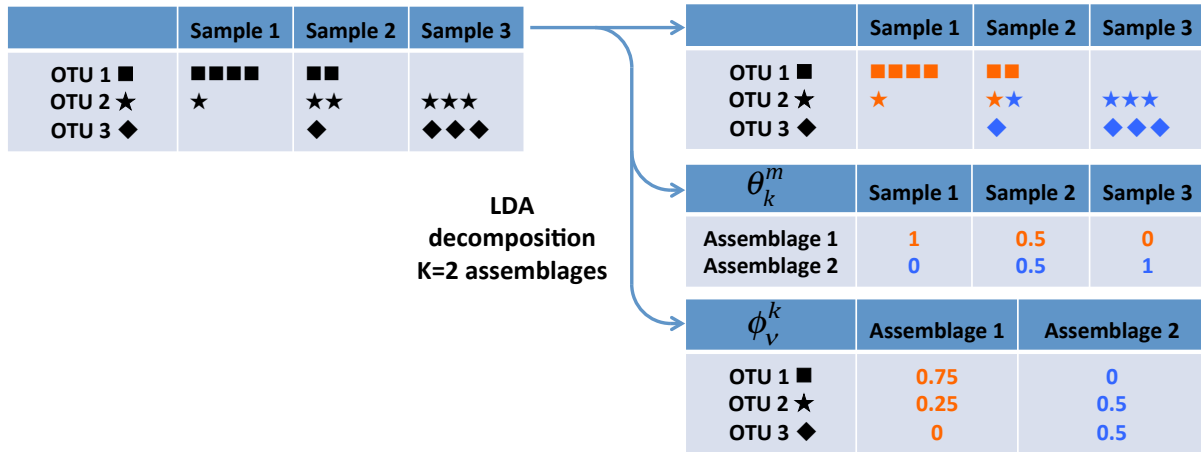 Sample 1 Sample 2 Sample 3
OTU 1 ■ ■■■■ ■■
OTU 2 ★ ★ ★★ ★★★
OTU 3 ◆ ◆ ◆◆◆
LDA
decomposition
K=2 assemblages
Sample 1 Sample 2 Sample 3
OTU 1 ■ ■■■■ ■■
OTU 2 ★ ★ ★★ ★★★
OTU 3 ◆ ◆ ◆◆◆
θₖᵐ Sample 1 Sample 2 Sample 3
Assemblage 1 1 0.5 0
Assemblage 2 0 0.5 1
ϕᵥᵏ Assemblage 1 Assemblage 2
OTU 1 ■ 0.75 0
OTU 2 ★ 0.25 0.5
OTU 3 ◆ 0 0.5